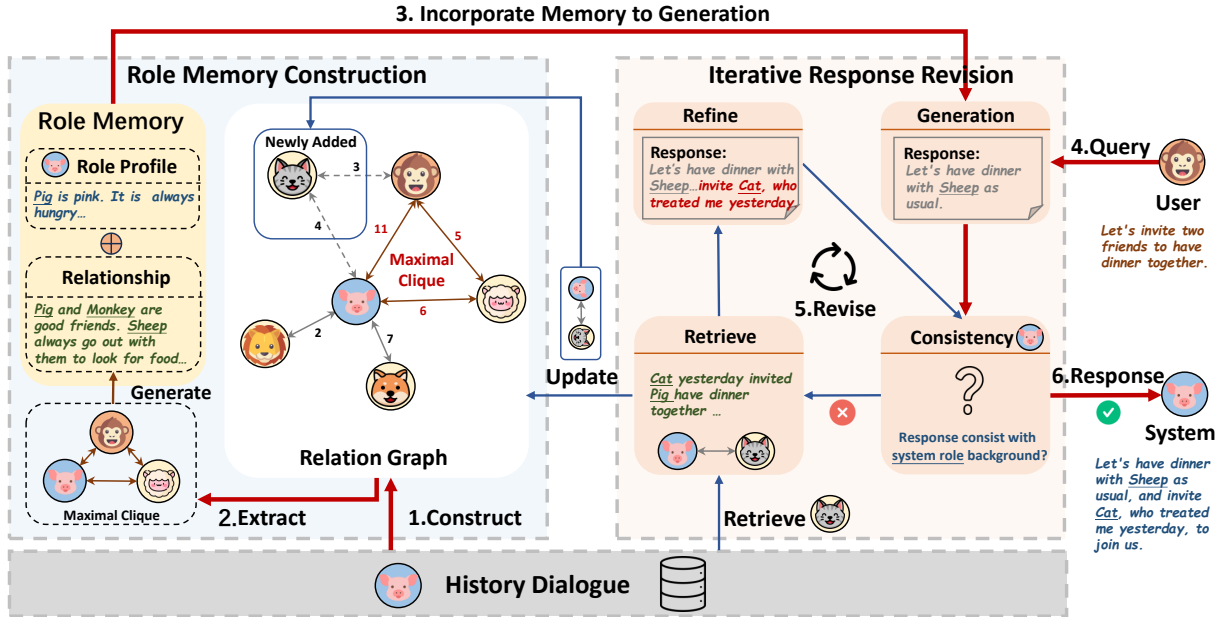 3. Incorporate Memory to Generation
Role Memory Construction
Role Memory
Role Profile
Pig is pink. It is always
hungry…
Relationship
Pig and Monkey are
good friends. Sheep
always go out with
them to look for food…
Generate
Maximal Clique
Newly Added
3
4
11
5
Maximal
Clique
6
2
7
Relation Graph
2.Extract
1.Construct
Update
Iterative Response Revision
Refine
Response:
Let's have dinner with
Sheep…invite Cat, who
treated me yesterday
Generation
Response:
Let's have dinner
with Sheep as
usual.
5.Revise
Retrieve
Cat yesterday invited
Pig have dinner
together …
Consistency
?
Response consist with
system role background?
Retrieve
4.Query
User
Let's invite two
friends to have
dinner together.
6.Response
System
Let's have dinner
with Sheep as
usual, and invite
Cat, who treated
me yesterday, to
join us.
History Dialogue